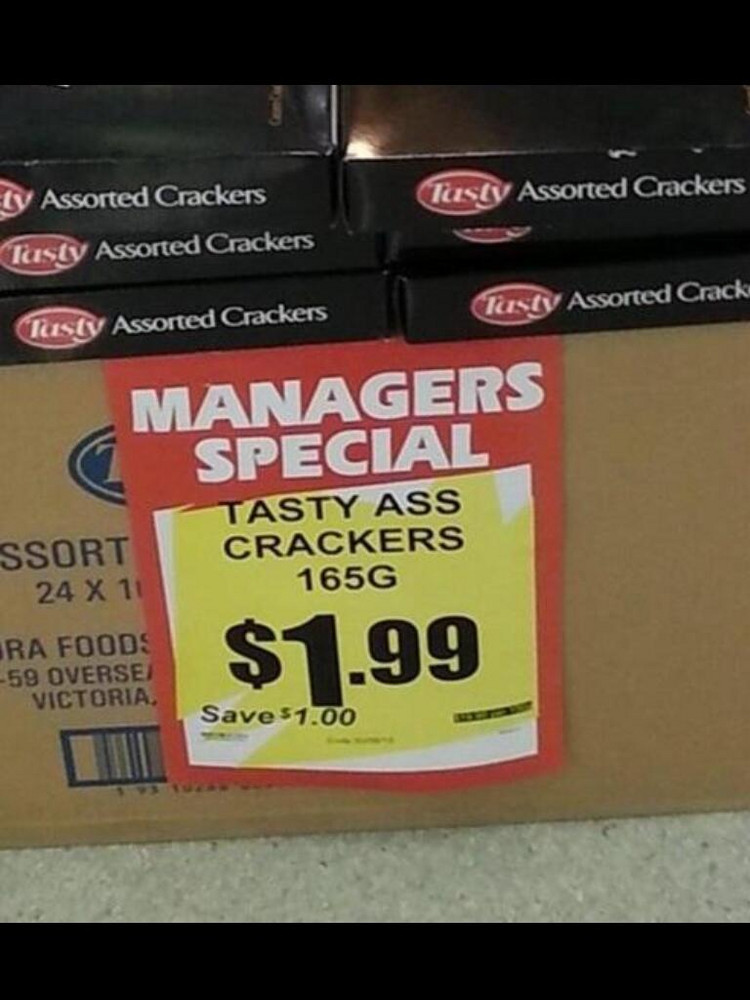 Assorted Crackers
Tasty Assorted Crackers
Tasty Assorted Crackers
Tasty Assorted Crackers
Tasty Assorted Crack
MANAGERS
SPECIAL
TASTY ASS
CRACKERS
165G
$1.99
Save $1.00
SSORT
24 X 1
RA FOODS
-59 OVERSEA
VICTORIA,